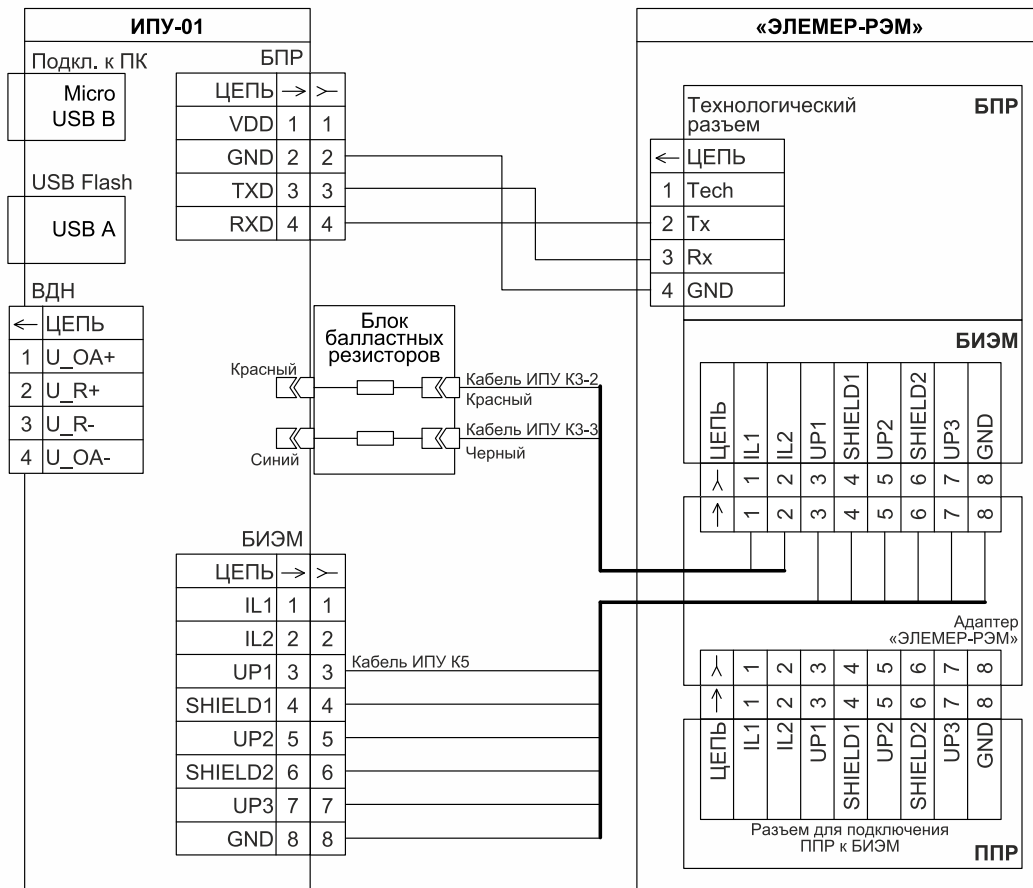 ИПУ-01
Подкл. к ПК
Micro
USB B
USB Flash
USB A
ВДН
ЦЕПЬ
1 U_OA+
2 U_R+
3 U_R-
4 U_OA-
БПР
ЦЕПЬ
VDD 1 1
GND 2 2
TXD 3 3
RXD 4 4
Блок
балластных
резисторов
Красный
Кабель ИПУ К3-2
Красный
Кабель ИПУ К3-3
Синий
Черный
БИЭМ
ЦЕПЬ
IL1 1 1
IL2 2 2
UP1 3 3
Кабель ИПУ К5
SHIELD1 4 4
UP2 5 5
SHIELD2 6 6
UP3 7 7
GND 8 8
«ЭЛЕМЕР-РЭМ»
Технологический
разъем
БПР
ЦЕПЬ
1 Tech
2 Tx
3 Rx
4 GND
БИЭМ
ЦЕПЬ
IL1 1 1
IL2 2 2
UP1 3 3
SHIELD1 4 4
UP2 5 5
SHIELD2 6 6
UP3 7 7
GND 8 8
Адаптер
«ЭЛЕМЕР-РЭМ»
ЦЕПЬ
1 1 IL1
2 2 IL2
3 3 UP1
4 4 SHIELD1
5 5 UP2
6 6 SHIELD2
7 7 UP3
8 8 GND
Разъем для подключения
ППР к БИЭМ
ППР